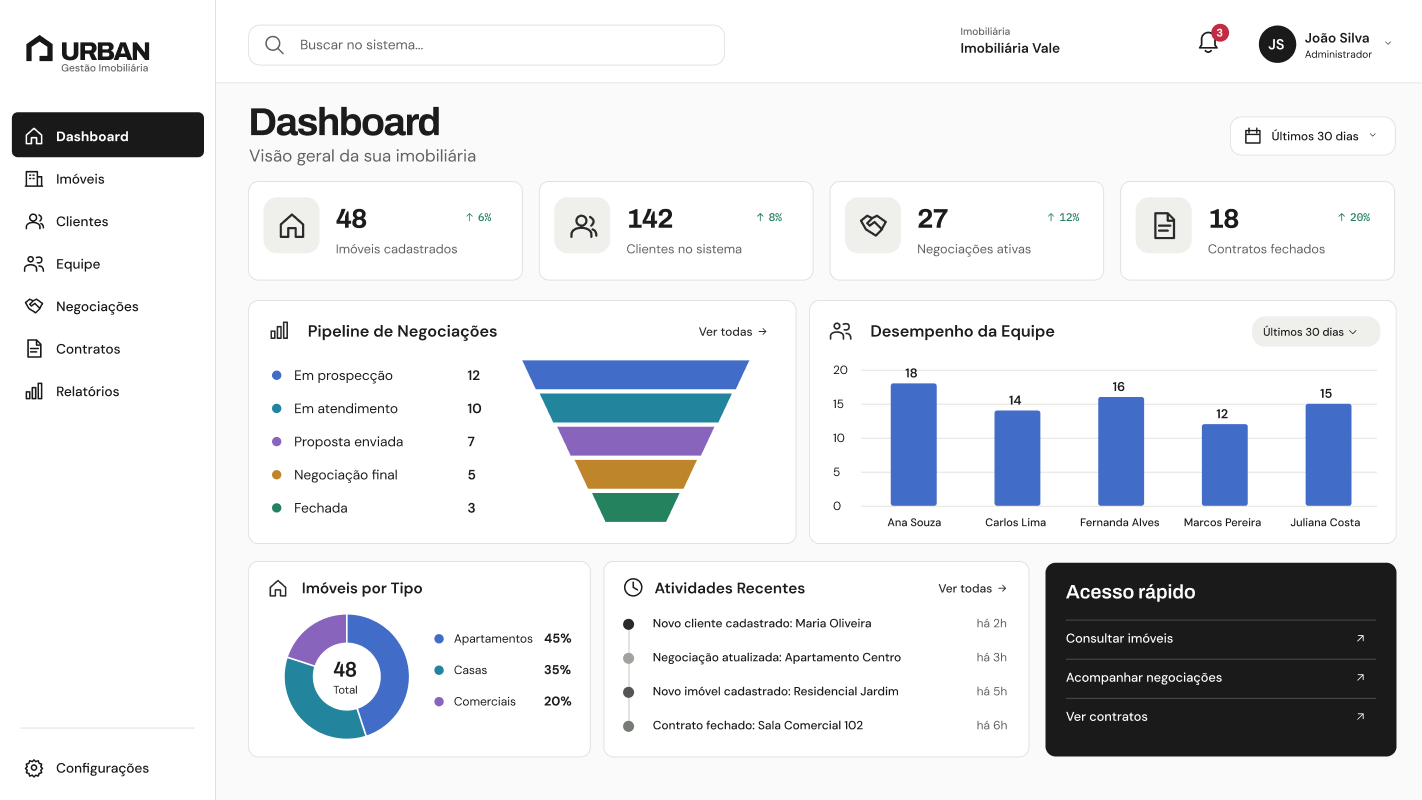 URBAN
Gestão Imobiliária
Dashboard
Imóveis
Clientes
Equipe
Negociações
Contratos
Relatórios
Configurações
Buscar no sistema...
Imobiliária
Imobiliária Vale
3
JS
João Silva
Administrador
Dashboard
Visão geral da sua imobiliária
Últimos 30 dias
48
↑ 6%
Imóveis cadastrados
142
↑ 8%
Clientes no sistema
27
↑ 12%
Negociações ativas
18
↑ 20%
Contratos fechados
Pipeline de Negociações
Ver todas →
Em prospecção 12
Em atendimento 10
Proposta enviada 7
Negociação final 5
Fechada 3
Desempenho da Equipe
Últimos 30 dias
20
15
10
5
0
18
14
16
12
15
Ana Souza
Carlos Lima
Fernanda Alves
Marcos Pereira
Juliana Costa
Imóveis por Tipo
48
Total
Apartamentos 45%
Casas 35%
Comerciais 20%
Atividades Recentes
Ver todas →
Novo cliente cadastrado: Maria Oliveira há 2h
Negociação atualizada: Apartamento Centro há 3h
Novo imóvel cadastrado: Residencial Jardim há 5h
Contrato fechado: Sala Comercial 102 há 6h
Acesso rápido
Consultar imóveis
Acompanhar negociações
Ver contratos